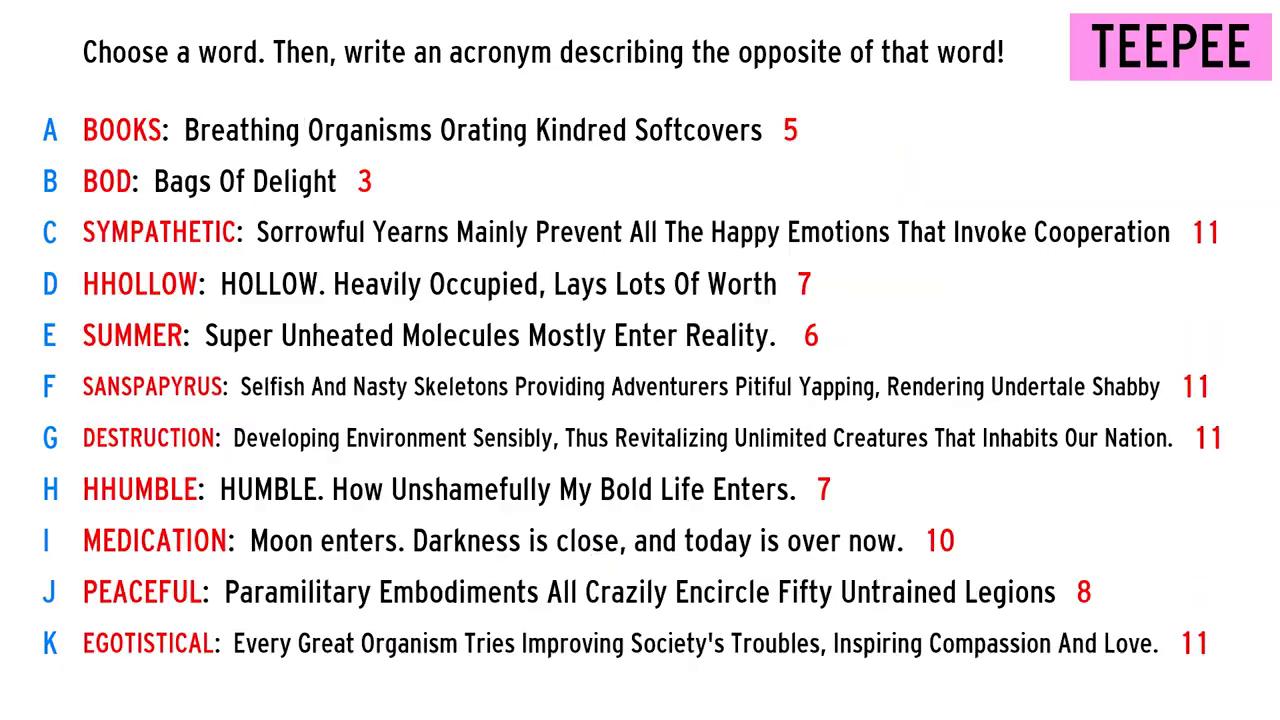 Choose a word. Then, write an acronym describing the opposite of that word!
TEEPEE
A BOOKS: Breathing Organisms Orating Kindred Softcovers 5
B BOD: Bags Of Delight 3
C SYMPATHETIC: Sorrowful Yearns Mainly Prevent All The Happy Emotions That Invoke Cooperation 11
D HHOLLOW: HOLLOW. Heavily Occupied, Lays Lots Of Worth 7
E SUMMER: Super Unheated Molecules Mostly Enter Reality. 6
F SANSPAPYRUS: Selfish And Nasty Skeletons Providing Adventurers Pitiful Yapping, Rendering Undertale Shabby 11
G DESTRUCTION: Developing Environment Sensibly, Thus Revitalizing Unlimited Creatures That Inhabits Our Nation. 11
H HHUMBLE: HUMBLE. How Unshamefully My Bold Life Enters. 7
I MEDICATION: Moon enters. Darkness is close, and today is over now. 10
J PEACEFUL: Paramilitary Embodiments All Crazily Encircle Fifty Untrained Legions 8
K EGOTISTICAL: Every Great Organism Tries Improving Society's Troubles, Inspiring Compassion And Love. 11